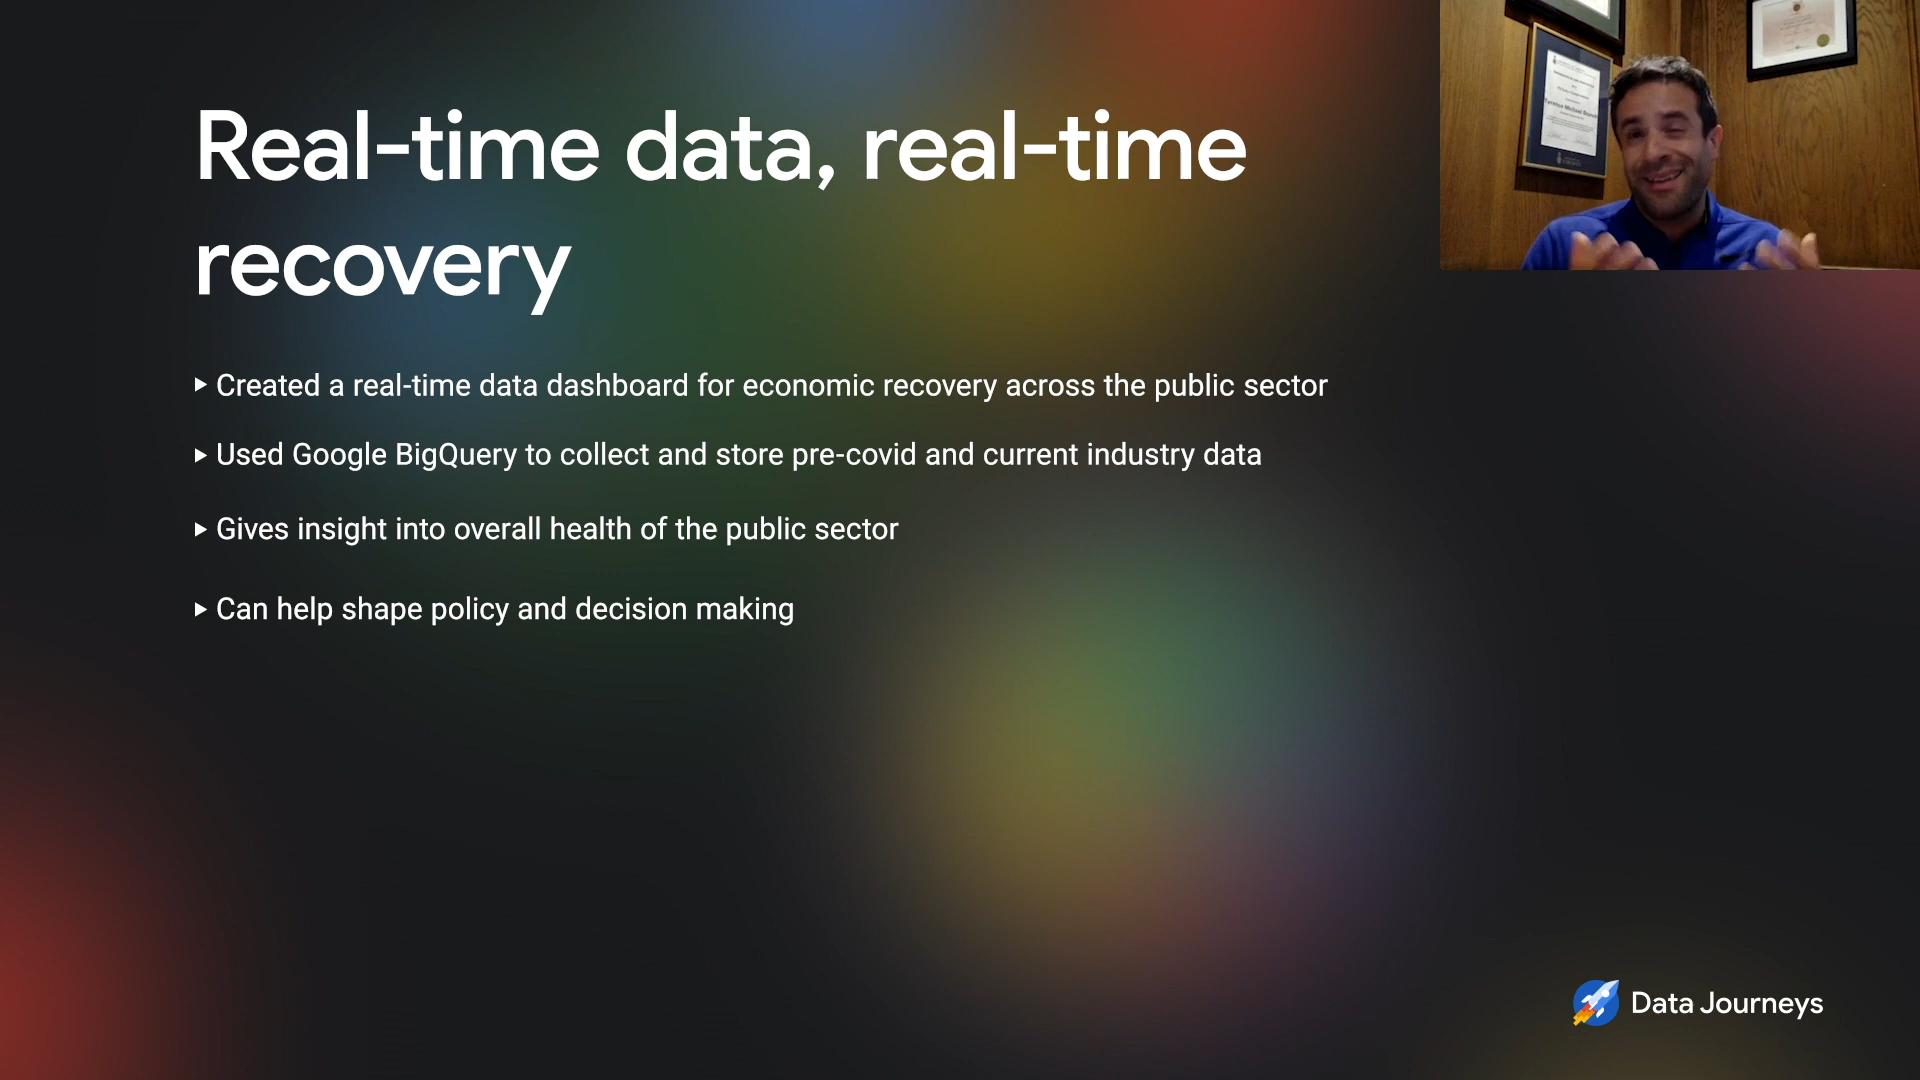 Real-time data, real-time
recovery
Created a real-time data dashboard for economic recovery across the public sector
Used Google BigQuery to collect and store pre-covid and current industry data
Gives insight into overall health of the public sector
Can help shape policy and decision making
Data Journeys